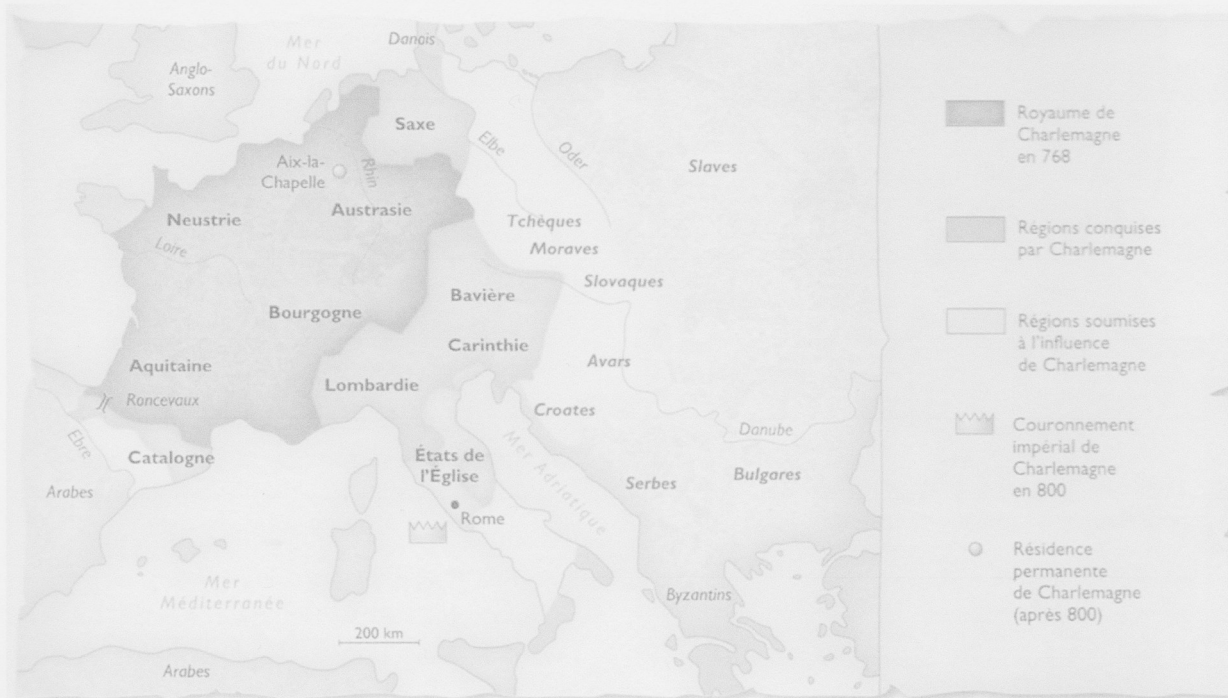 Mer
du Nord
Danois
Anglo-
Saxons
Saxe
Elbe
Oder
Slaves
Aix-la-
Chapelle
Rhin
Neustrie
Austrasie
Loire
Tchèques
Moraves
Slovaques
Bavière
Bourgogne
Carinthie
Avars
Aquitaine
Lombardie
Roncevaux
Croates
Danube
Ebre
Catalogne
États de
l'Église
Mer Adriatique
Serbes
Bulgares
Arabes
Rome
Mer
Méditerranée
200 km
Byzantins
Arabes
Royaume de
Charlemagne
en 768
Régions conquises
par Charlemagne
Régions soumises
à l'influence
de Charlemagne
Couronnement
impérial de
Charlemagne
en 800
Résidence
permanente
de Charlemagne
(après 800)